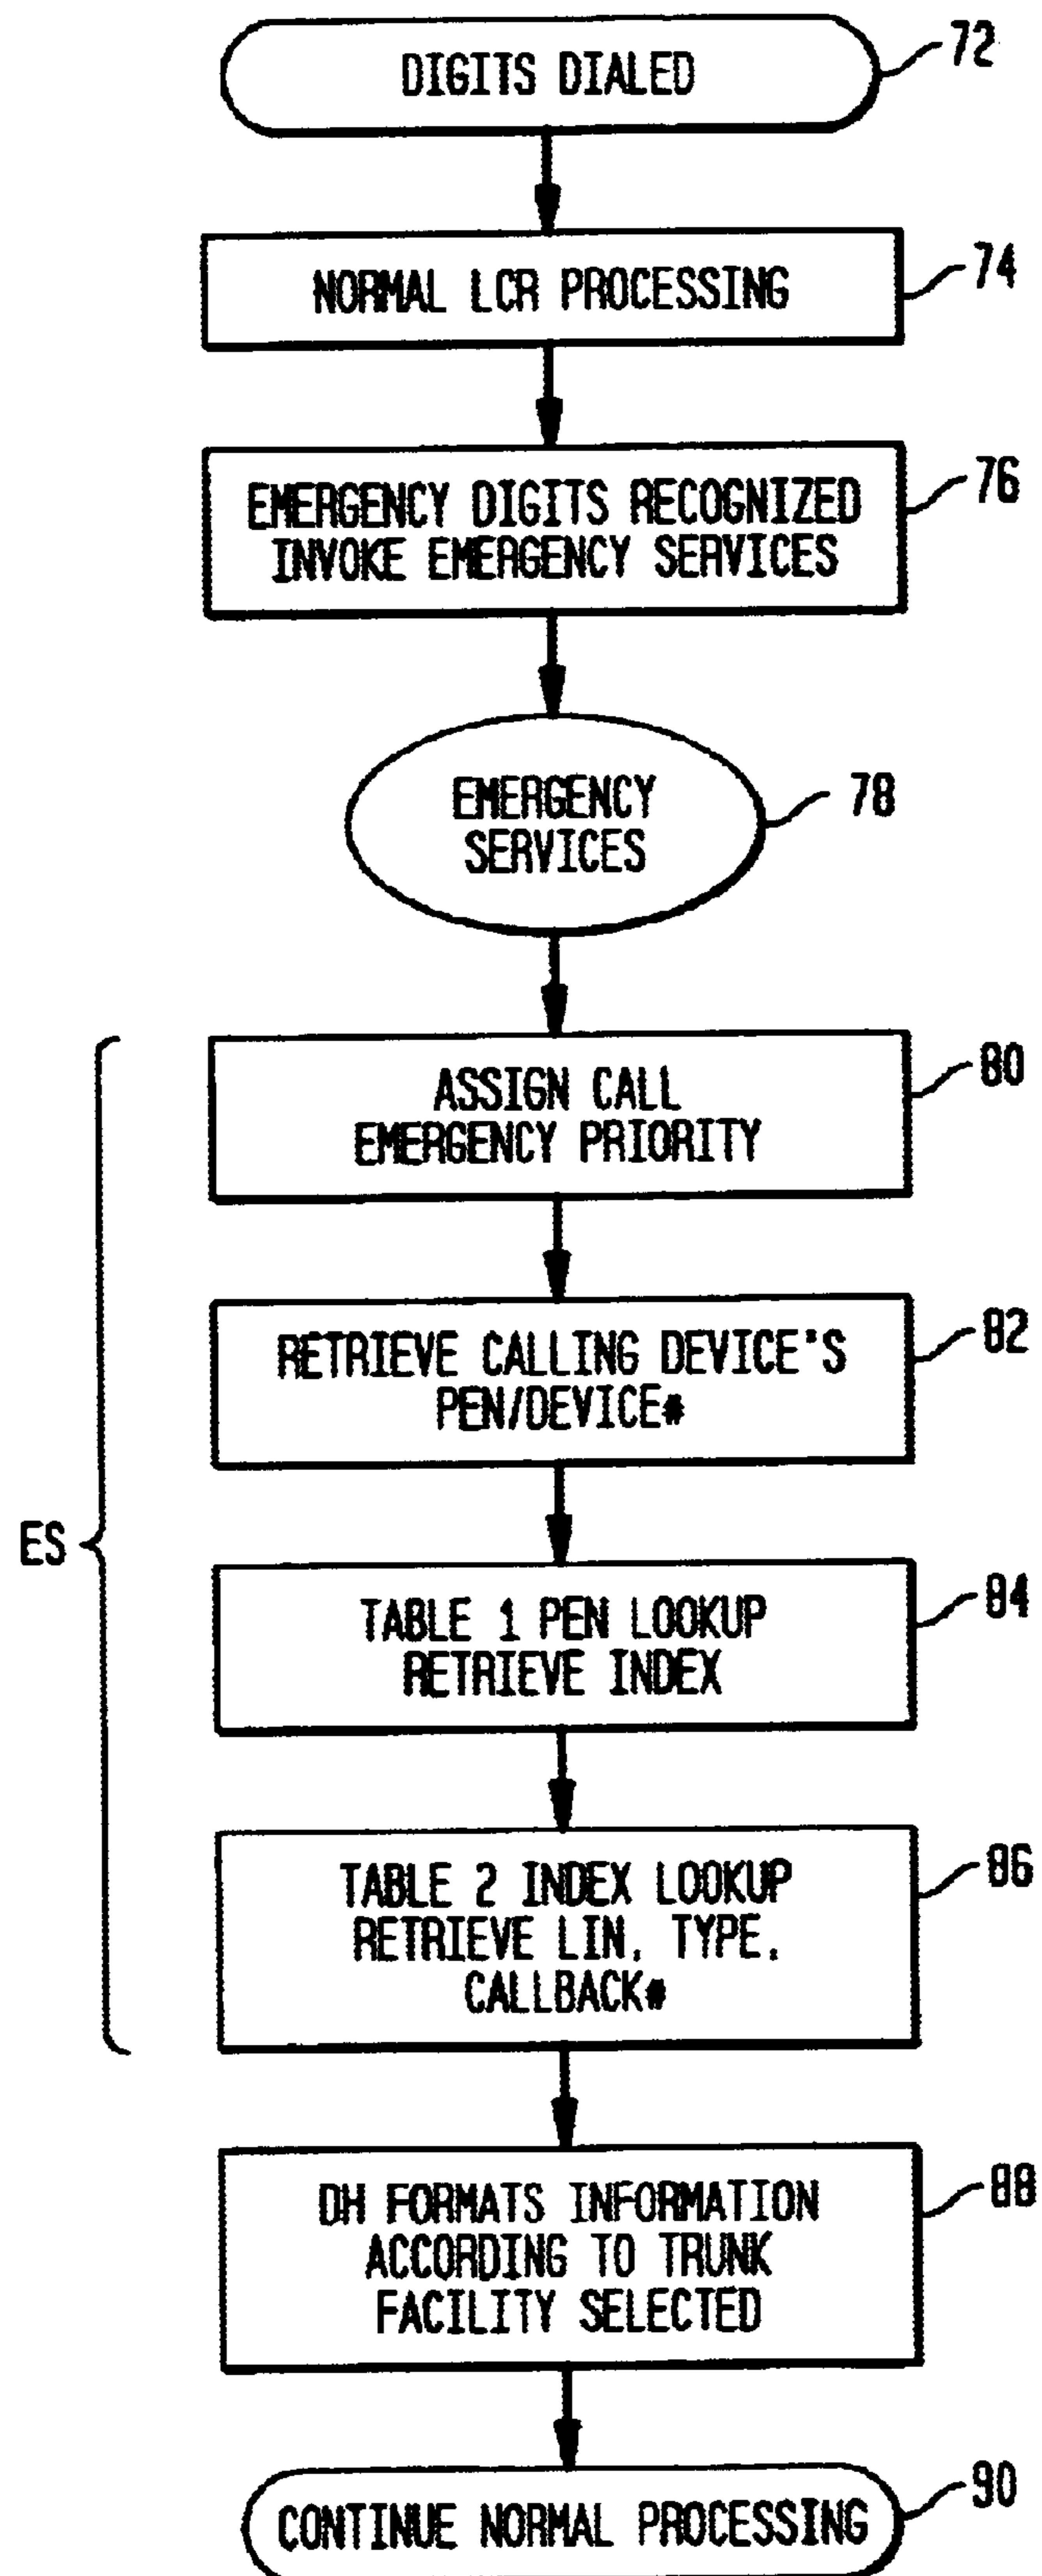 DIGITS DIALED
72
NORMAL LCR PROCESSING
74
EMERGENCY DIGITS RECOGNIZED
INVOKE EMERGENCY SERVICES
76
EMERGENCY
SERVICES
78
ASSIGN CALL
EMERGENCY PRIORITY
80
RETRIEVE CALLING DEVICE'S
PEN/DEVICE#
82
ES
TABLE 1 PEN LOOKUP
RETRIEVE INDEX
84
TABLE 2 INDEX LOOKUP
RETRIEVE LIN, TYPE,
CALLBACK#
86
DH FORMATS INFORMATION
ACCORDING TO TRUNK
FACILITY SELECTED
88
CONTINUE NORMAL PROCESSING
90